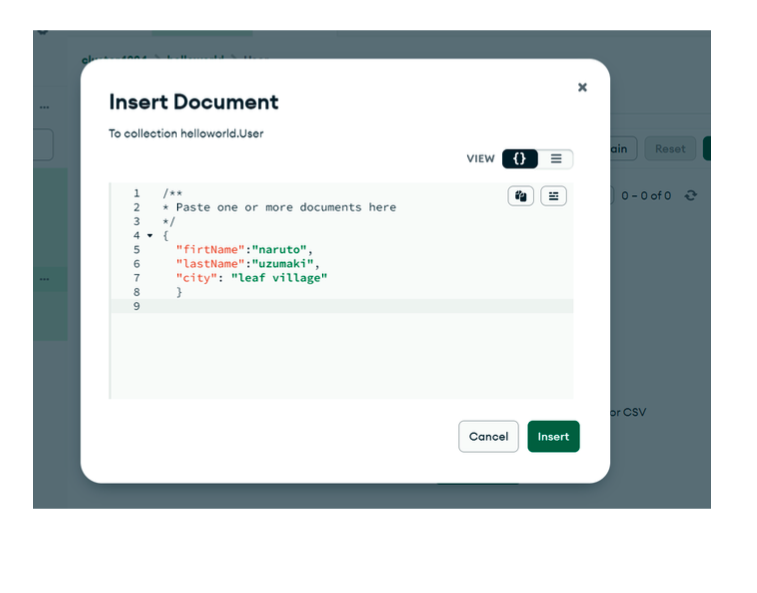 Insert Document
To collection helloworld.User
VIEW {}
1 /**
2 * Paste one or more documents here
3 */
4 {
5 "firtName":"naruto",
6 "lastName":"uzumaki",
7 "city": "leaf village"
8 }
9
Cancel Insert
Reset
0 – 0 of 0
or CSV